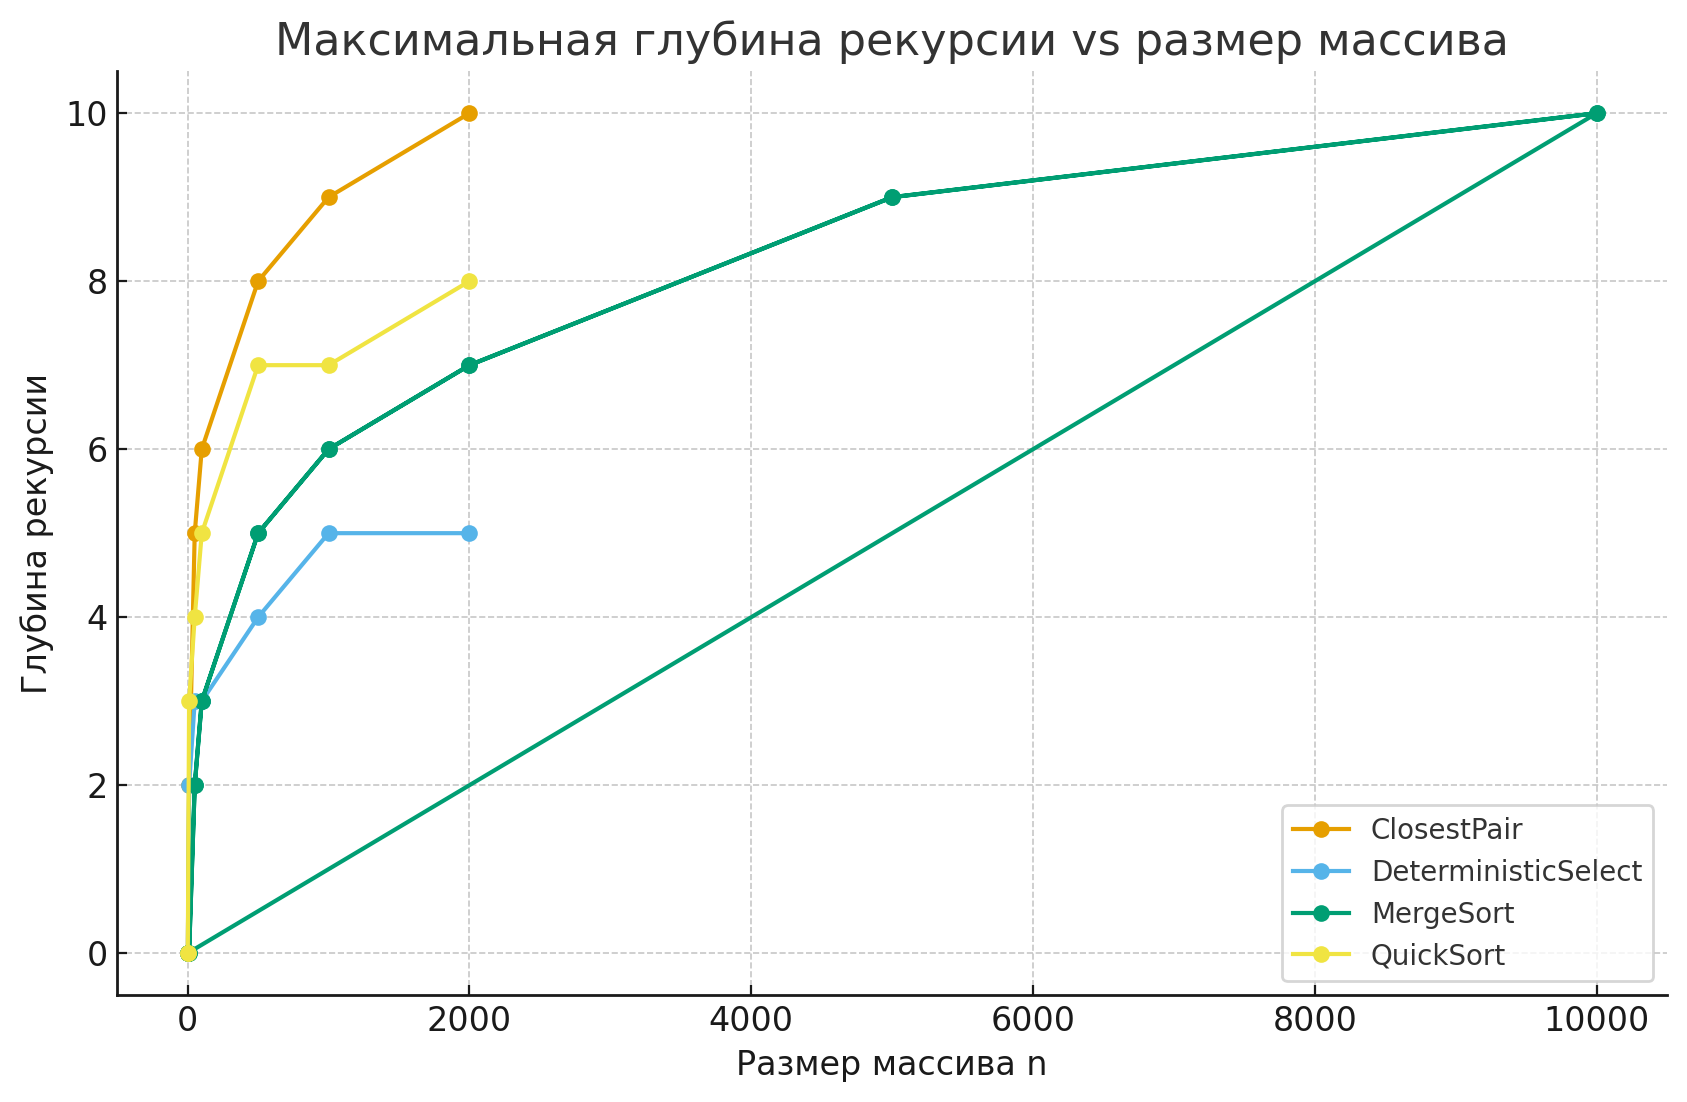 Максимальная глубина рекурсии vs размер массива
Глубина рекурсии
10
8
6
4
2
0
0 2000 4000 6000 8000 10000
Размер массива n
ClosestPair
DeterministicSelect
MergeSort
QuickSort